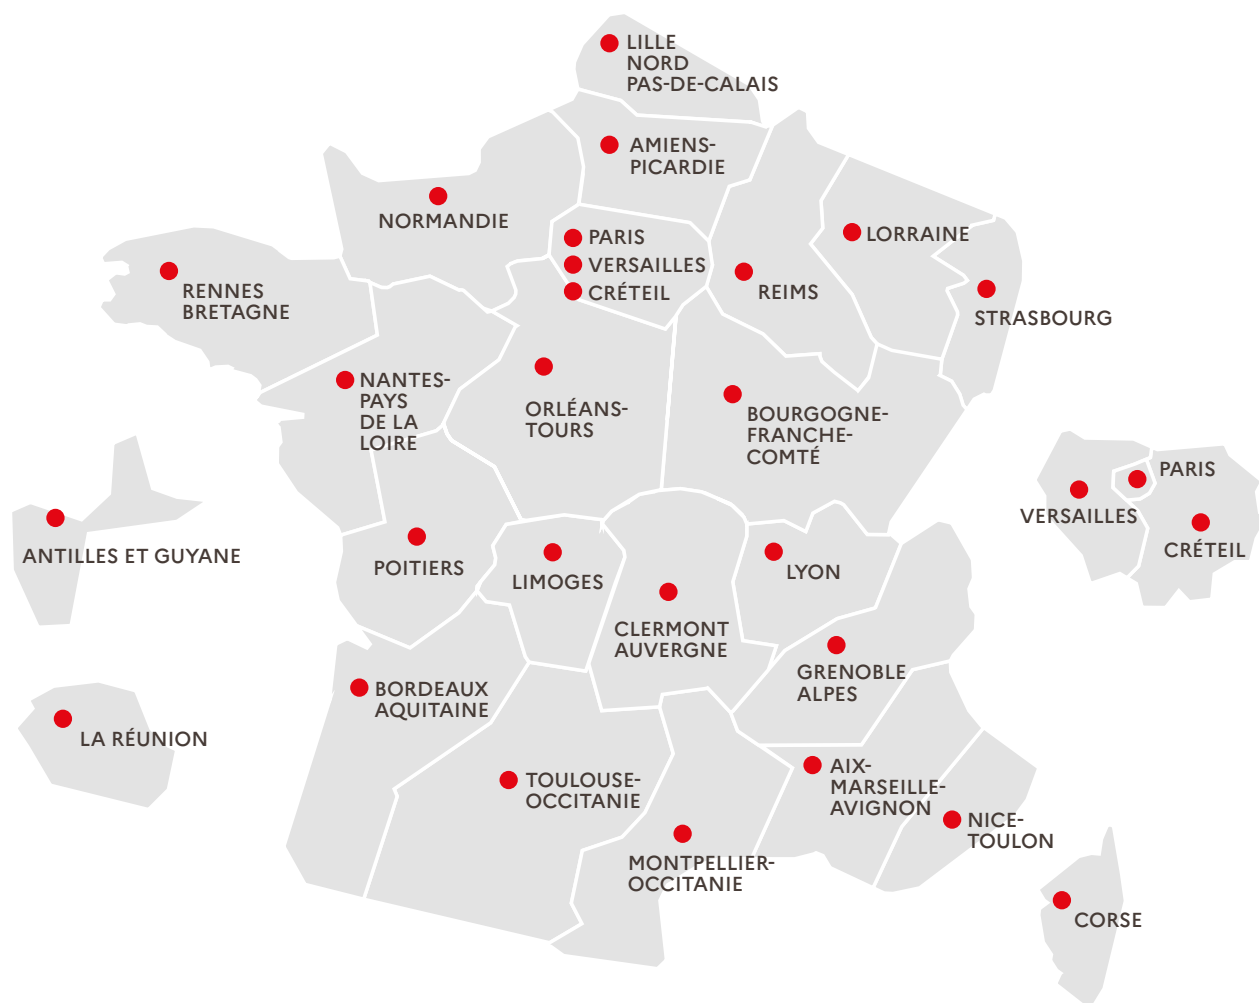 LILLE
NORD
PAS-DE-CALAIS
AMIENS-
PICARDIE
NORMANDIE
PARIS
VERSAILLES
CRÉTEIL
LORRAINE
REIMS
STRASBOURG
RENNES
BRETAGNE
NANTES-
PAYS
DE LA
LOIRE
ORLÉANS-
TOURS
BOURGOGNE-
FRANCHE-
COMTÉ
PARIS
VERSAILLES
CRÉTEIL
ANTILLES ET GUYANE
POITIERS
LIMOGES
LYON
CLERMONT
AUVERGNE
GRENOBLE
ALPES
BORDEAUX
AQUITAINE
LA RÉUNION
TOULOUSE-
OCCITANIE
AIX-
MARSEILLE-
AVIGNON
NICE-
TOULON
MONTPELLIER-
OCCITANIE
CORSE